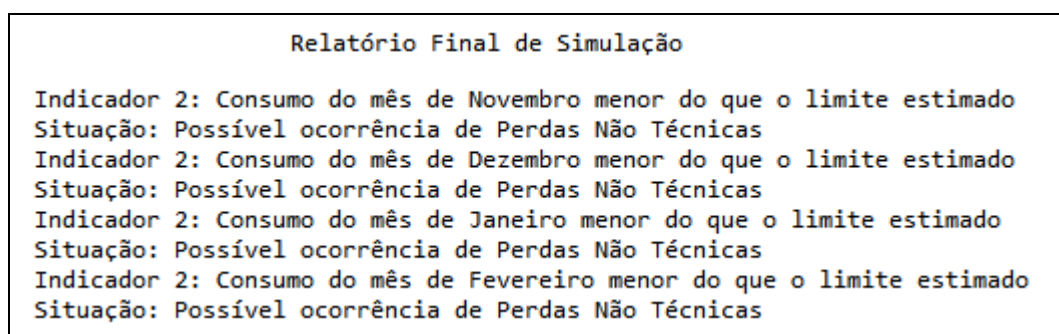 Relatório Final de Simulação
Indicador 2: Consumo do mês de Novembro menor do que o limite estimado
Situação: Possível ocorrência de Perdas Não Técnicas
Indicador 2: Consumo do mês de Dezembro menor do que o limite estimado
Situação: Possível ocorrência de Perdas Não Técnicas
Indicador 2: Consumo do mês de Janeiro menor do que o limite estimado
Situação: Possível ocorrência de Perdas Não Técnicas
Indicador 2: Consumo do mês de Fevereiro menor do que o limite estimado
Situação: Possível ocorrência de Perdas Não Técnicas